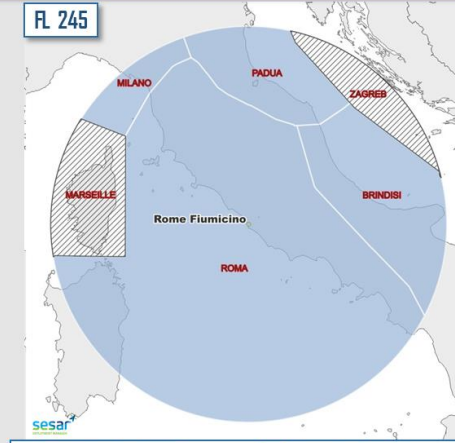 FL 245
PADUA
MILANO
ZAGREB
MARSEILLE
BRINDISI
Rome Fiumicino
ROMA
sesar